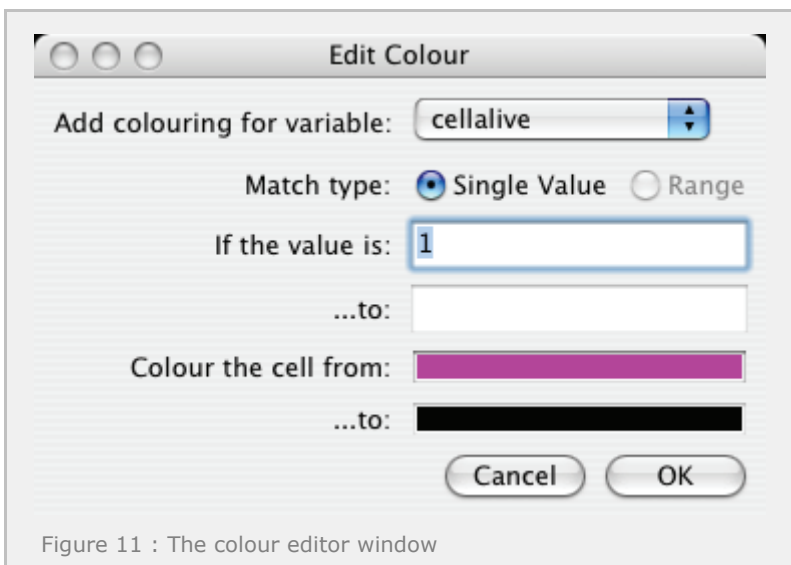 Edit Colour
Add colouring for variable: cellalive
Match type: Single Value Range
If the value is: 1
...to:
Colour the cell from:
...to:
Cancel OK
Figure 11 : The colour editor window